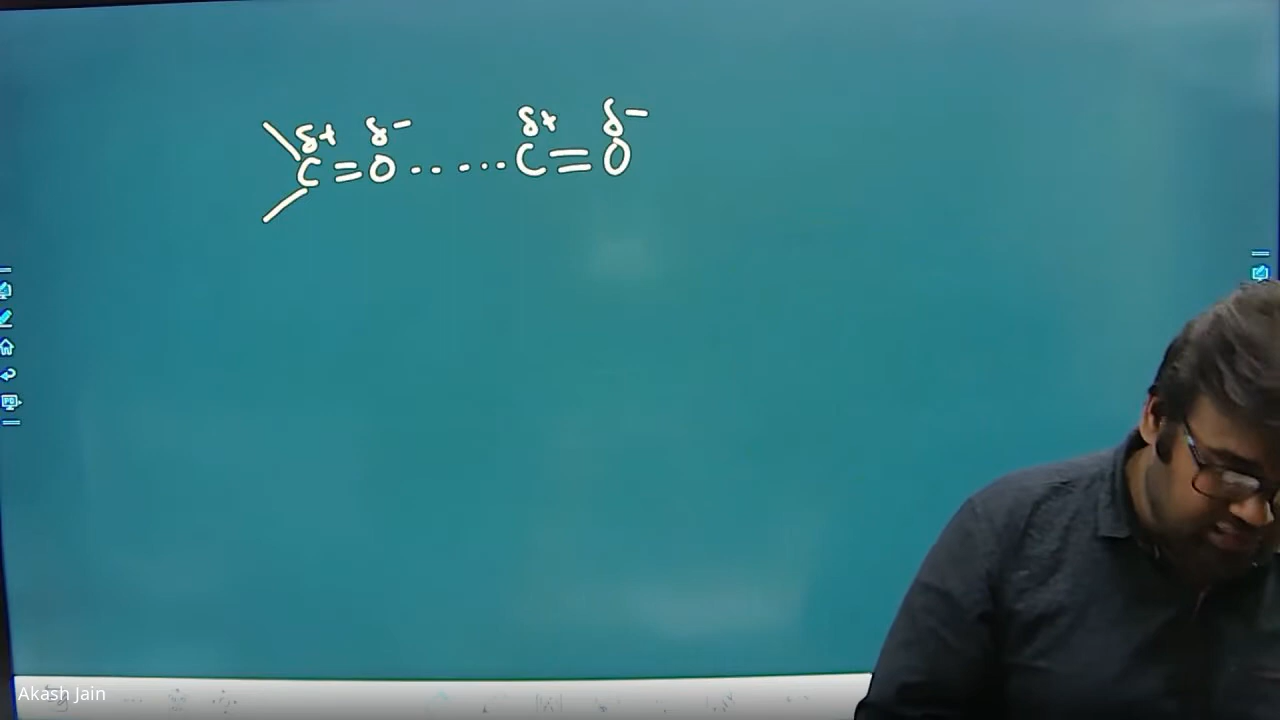 δ+ δ- δ+ δ-
C=O......C=O
Akash Jain